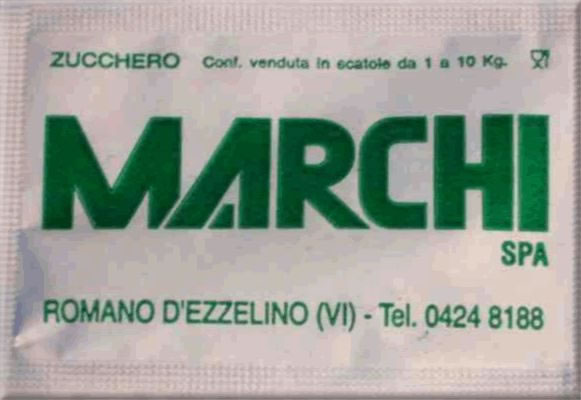 ZUCCHERO Conf. venduta in scatole da 1 a 10 Kg.
MARCHI
SPA
ROMANO D'EZZELINO (VI) - Tel. 0424 8188